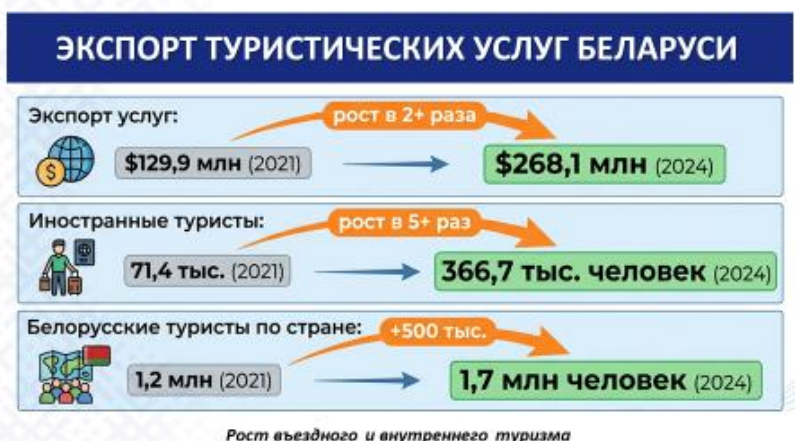 ЭКСПОРТ ТУРИСТИЧЕСКИХ УСЛУГ БЕЛАРУСИ
Экспорт услуг:
рост в 2+ раза
$129,9 млн (2021)
$268,1 млн (2024)
Иностранные туристы:
рост в 5+ раз
71,4 тыс. (2021)
366,7 тыс. человек (2024)
Белорусские туристы по стране:
+500 тыс.
1,2 млн (2021)
1,7 млн человек (2024)
Рост въездного и внутреннего туризма